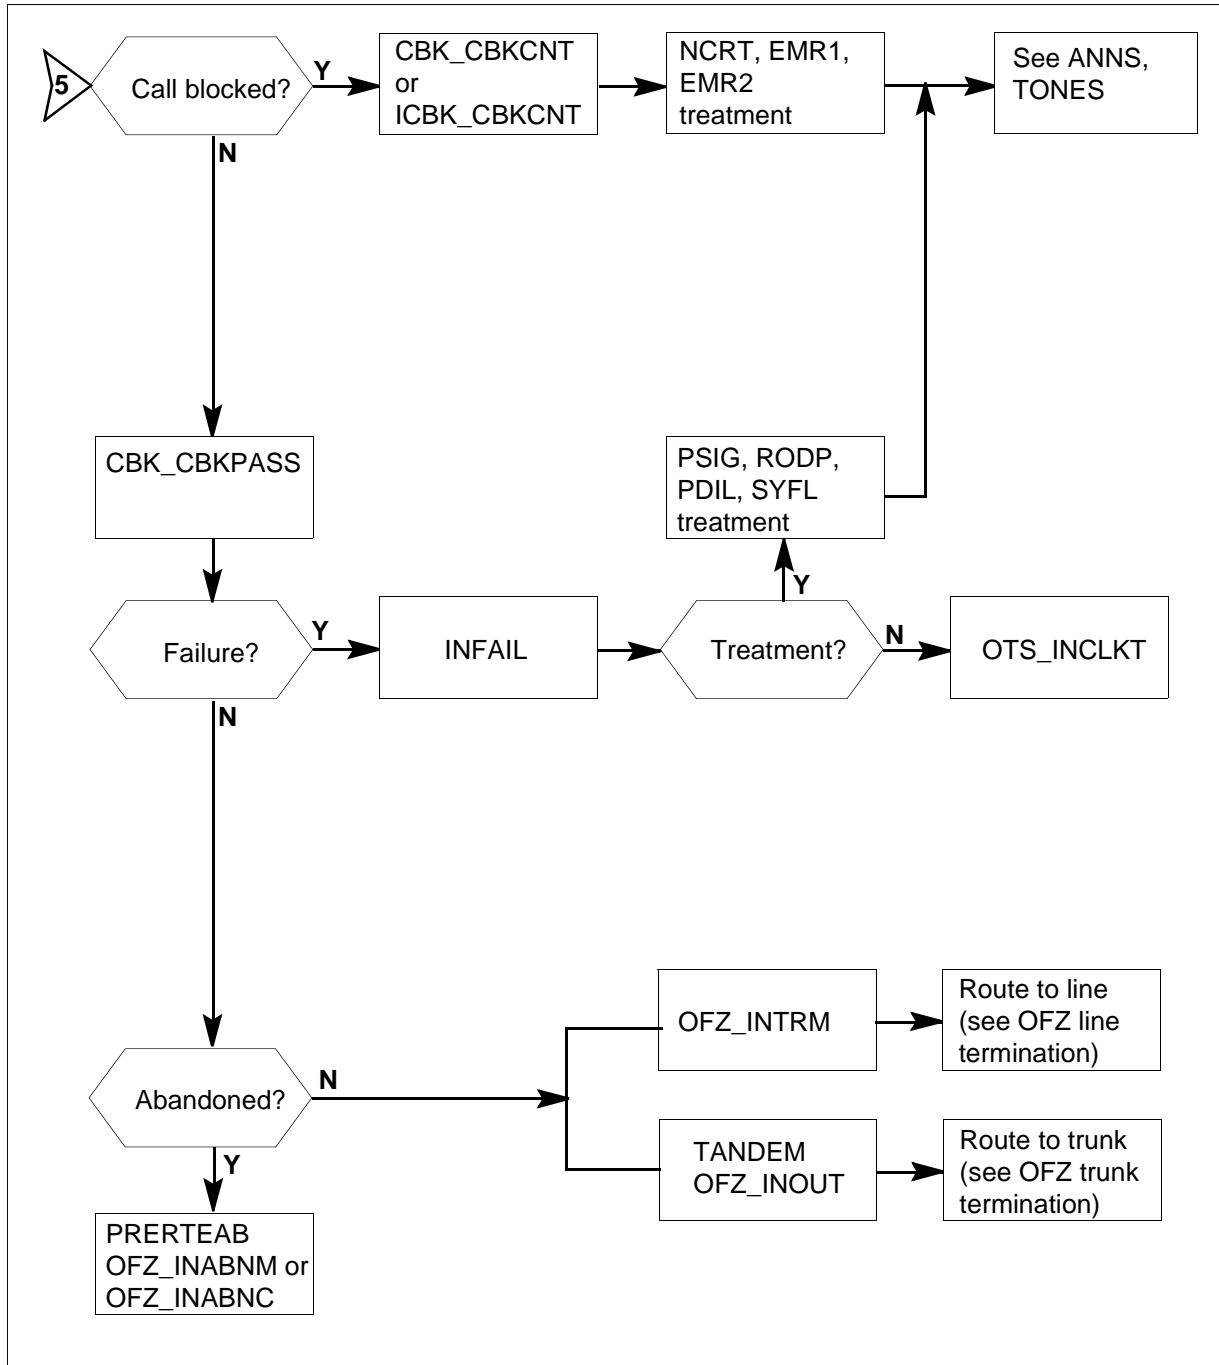 5
Call blocked?
Y
CBK_CBKCNT
or
ICBK_CBKCNT
NCRT, EMR1,
EMR2
treatment
See ANNS,
TONES
N
CBK_CBKPASS
PSIG, RODP,
PDIL, SYFL
treatment
Y
Failure?
Y
INFAIL
Treatment?
N
OTS_INCLKT
N
OFZ_INTRM
Route to line
(see OFZ line
termination)
Abandoned?
N
TANDEM
OFZ_INOUT
Route to trunk
(see OFZ trunk
termination)
Y
PRERTEAB
OFZ_INABNM or
OFZ_INABNC